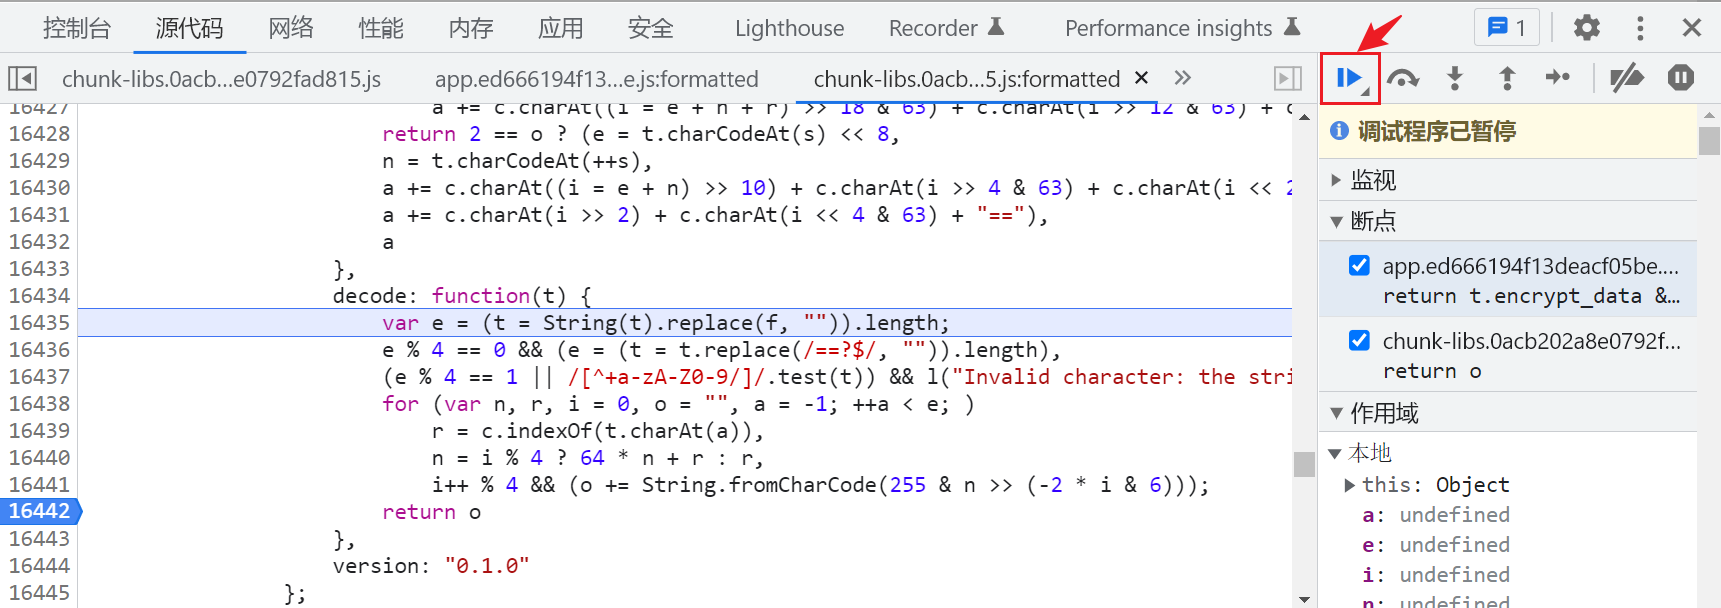 控制台 源代码 网络 性能 内存 应用 安全 Lighthouse Recorder Performance insights 1
chunk-libs.0acb...e0792fad815.js app.ed666194f13...e.js:formatted chunk-libs.0acb...5.js:formatted
16427 a += c.charAt((i = e + n + r) >> 18 & 63) + c.charAt(i >> 12 & 63) + c
16428 return 2 == o ? (e = t.charCodeAt(s) << 8,
16429 n = t.charCodeAt(++s),
16430 a += c.charAt((i = e + n) >> 10) + c.charAt(i >> 4 & 63) + c.charAt(i << 2
16431 a += c.charAt(i >> 2) + c.charAt(i << 4 & 63) + "=="),
16432 a
16433 },
16434 decode: function(t) {
16435 var e = (t = String(t).replace(f, "")).length;
16436 e % 4 == 0 && (e = (t = t.replace(/==?$/, "")).length),
16437 (e % 4 == 1 || /[^+a-zA-Z0-9/]/.test(t)) && l("Invalid character: the stri
16438 for (var n, r, i = 0, o = "", a = -1; ++a < e; )
16439 r = c.indexOf(t.charAt(a)),
16440 n = i % 4 ? 64 * n + r : r,
16441 i++ % 4 && (o += String.fromCharCode(255 & n >> (-2 * i & 6)));
16442 return o
16443 },
16444 version: "0.1.0"
16445 };
调试程序已暂停
监视
断点
app.ed666194f13deacf05be....
return t.encrypt_data &...
chunk-libs.0acb202a8e0792f...
return o
作用域
本地
this: Object
a: undefined
e: undefined
i: undefined
n: undefined